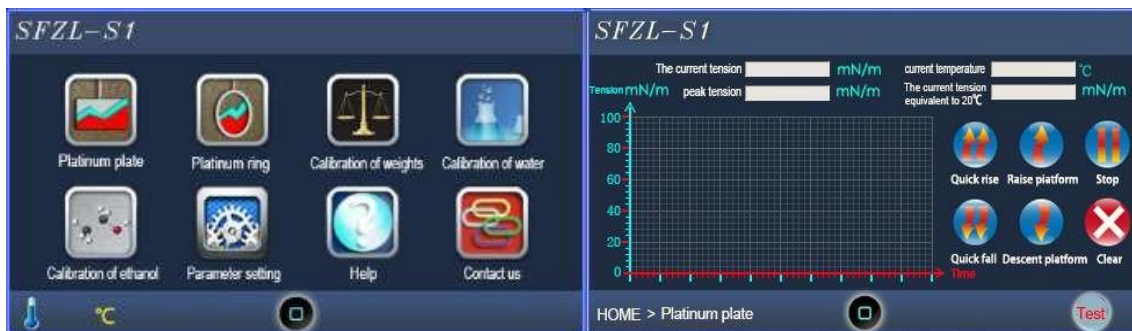 SFZL-S1
Platinum plate
Platinum ring
Calibration of weights
Calibration of water
Calibration of ethanol
Parameter setting
Help
Contact us
℃
SFZL-S1
The current tension mN/m
current temperature ℃
Tension mN/m
peak tension mN/m
The current tension
equivalent to 20℃ mN/m
100
80
60
40
20
0
Time
Quick rise
Raise piatform
Stop
Quick fall
Descent piatform
Clear
HOME > Platinum plate
Test